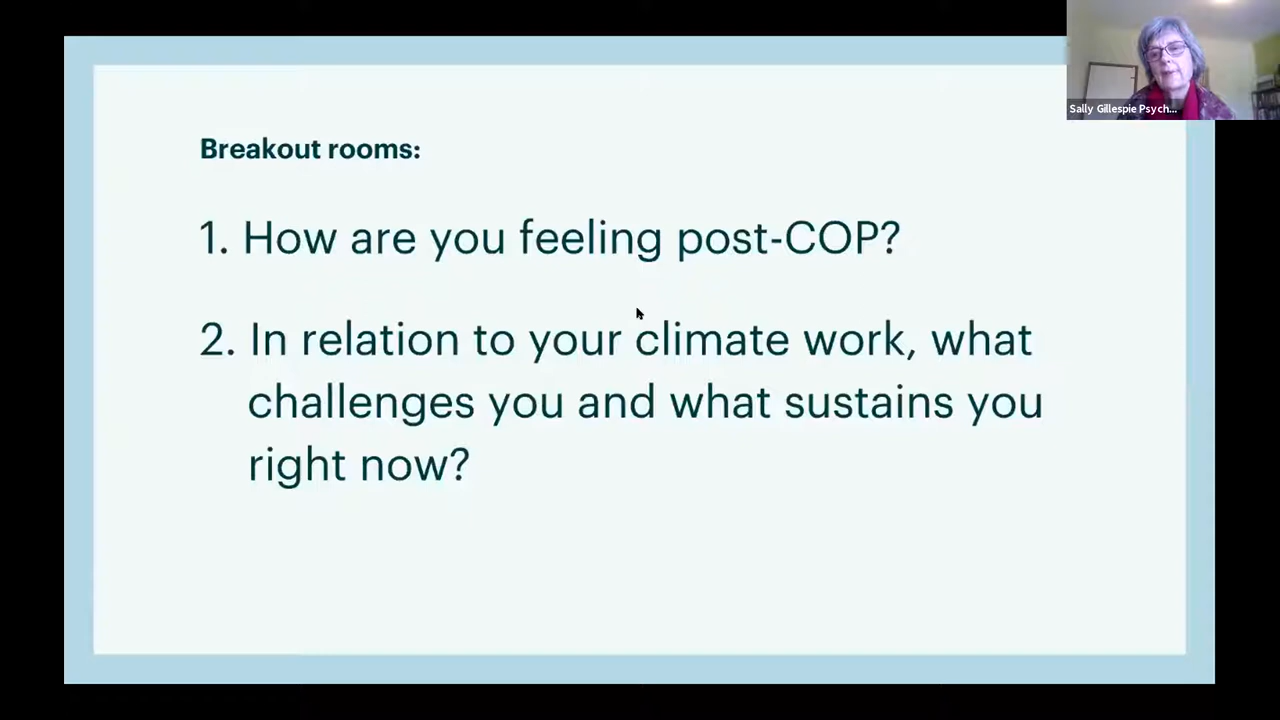 Sally Gillespie Psych...
Breakout rooms:
1. How are you feeling post-COP?
2. In relation to your climate work, what
challenges you and what sustains you
right now?